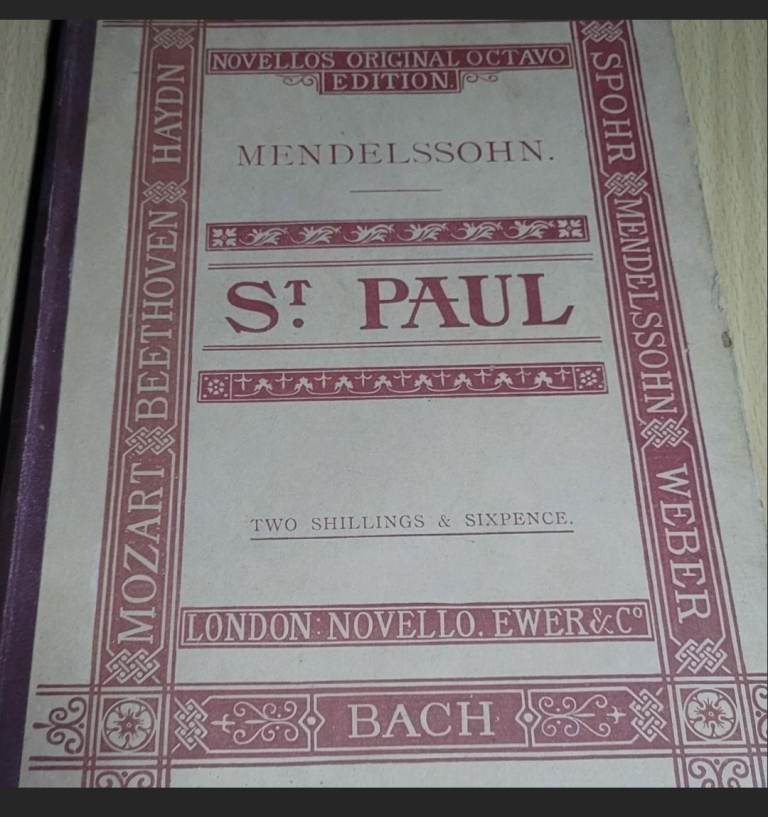 NOVELLOS ORIGINAL OCTAVO
EDITION.
MENDELSSOHN.
ST. PAUL
TWO SHILLINGS & SIXPENCE.
LONDON: NOVELLO. EWER & Co
MOZART BEETHOVEN HAYDN
SPOHR MENDELSSOHN WEBER
BACH